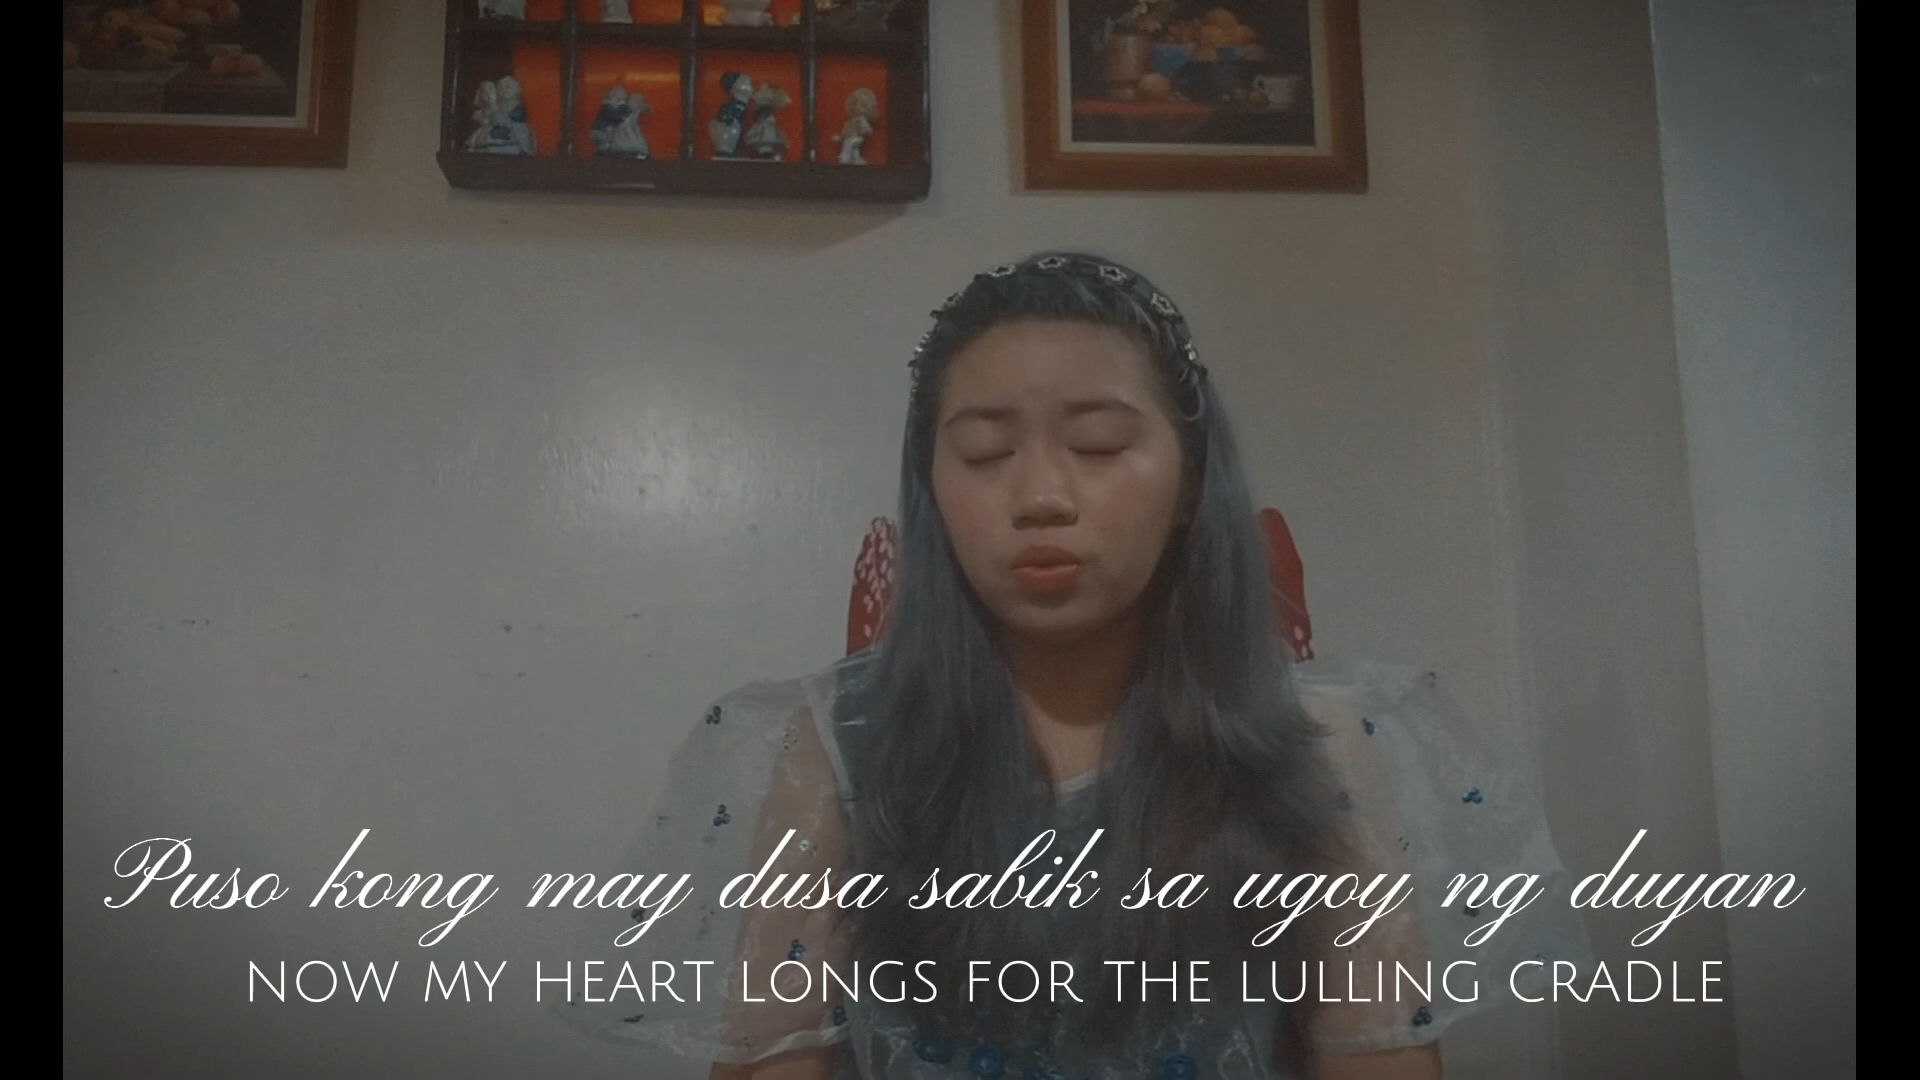 Puso kong may dusa sabik sa ugoy ng duyan
NOW MY HEART LONGS FOR THE LULLING CRADLE